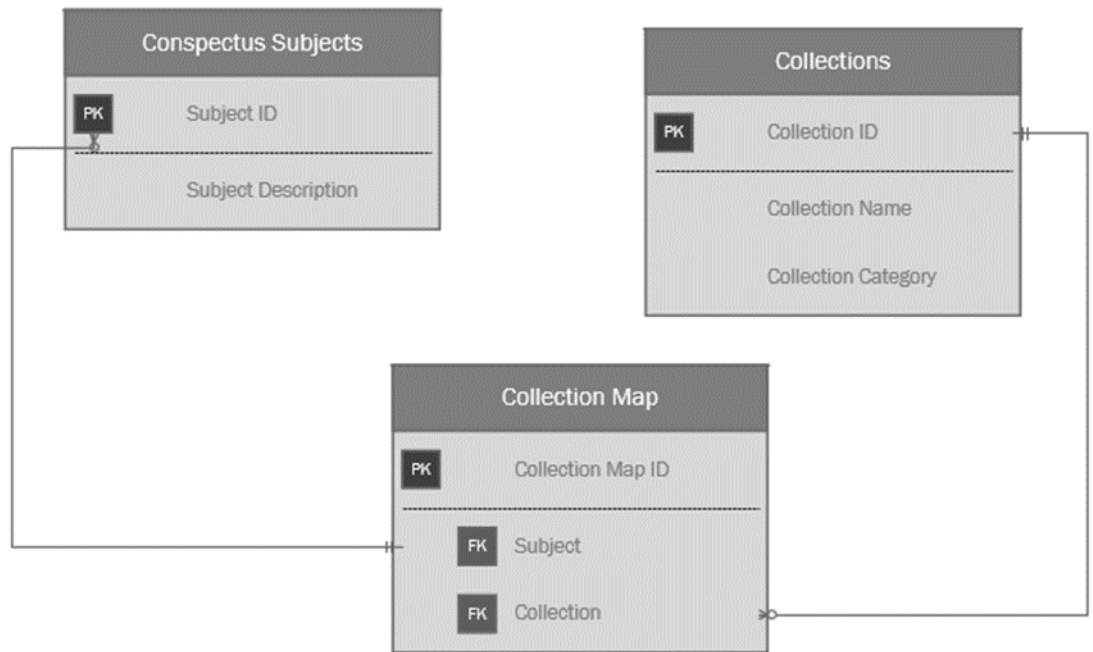 Conspectus Subjects
PK Subject ID
Subject Description
Collections
PK Collection ID
Collection Name
Collection Category
Collection Map
PK Collection Map ID
FK Subject
FK Collection